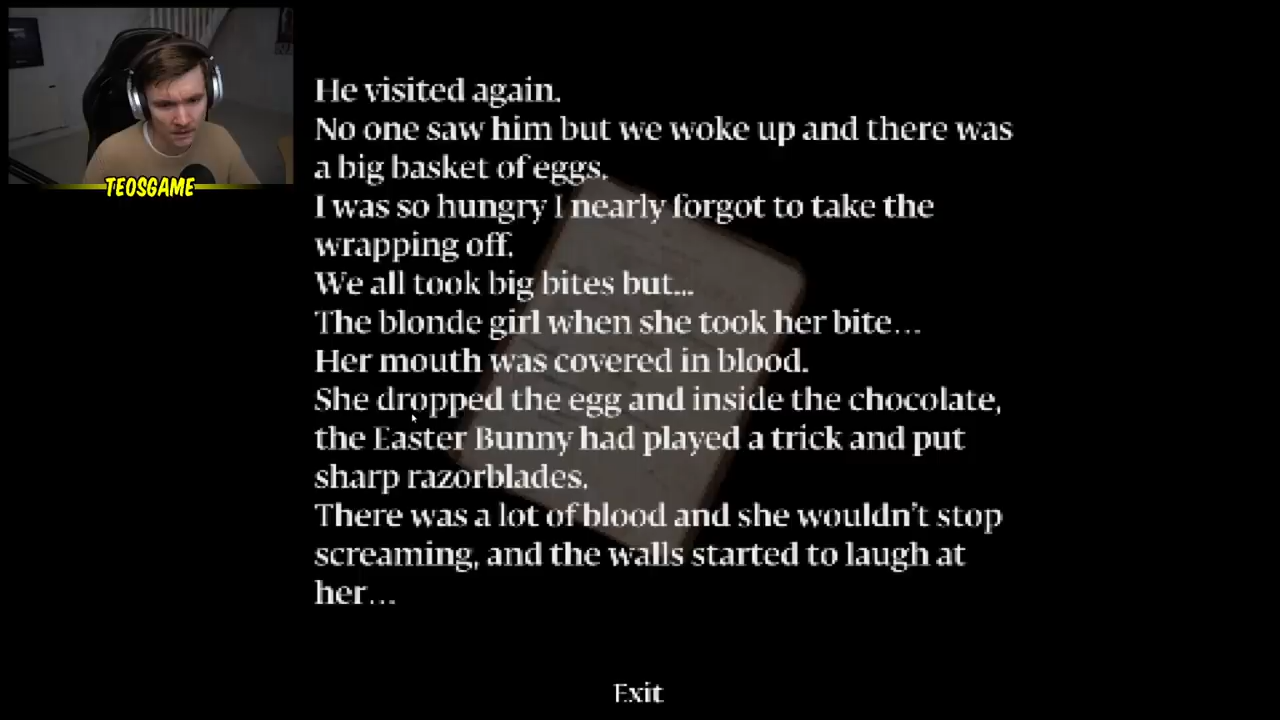 TEOSGAME
He visited again.
No one saw him but we woke up and there was
a big basket of eggs.
I was so hungry I nearly forgot to take the
wrapping off.
We all took big bites but...
The blonde girl when she took her bite...
Her mouth was covered in blood.
She dropped the egg and inside the chocolate,
the Easter Bunny had played a trick and put
sharp razorblades.
There was a lot of blood and she wouldn't stop
screaming, and the walls started to laugh at
her...
Exit